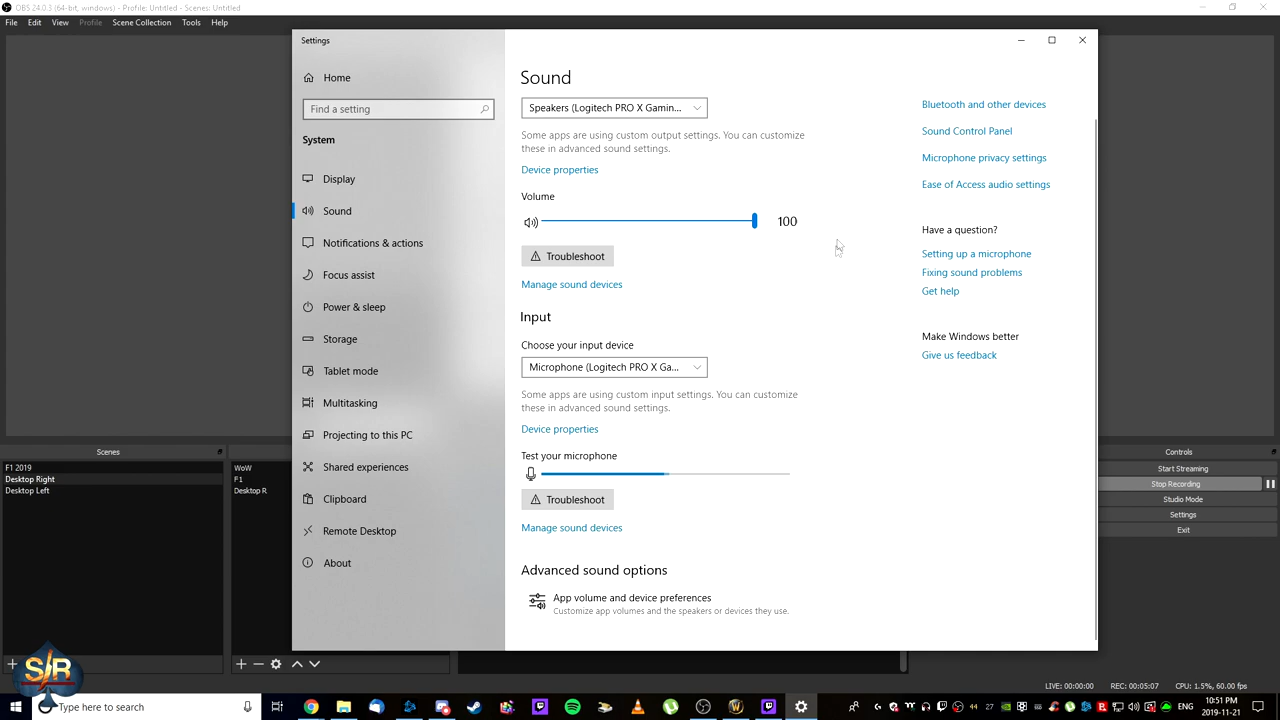 OBS 24.0.3 (64-bit, windows) - Profile: Untitled - Scenes: Untitled
File Edit View Profile Scene Collection Tools Help
Settings
Home
Find a setting
System
Display
Sound
Notifications & actions
Focus assist
Power & sleep
Storage
Tablet mode
Multitasking
Projecting to this PC
Shared experiences
Clipboard
Remote Desktop
About
Sound
Speakers (Logitech PRO X Gamin...
Some apps are using custom output settings. You can customize
these in advanced sound settings.
Device properties
Volume
100
Troubleshoot
Manage sound devices
Input
Choose your input device
Microphone (Logitech PRO X Ga...
Some apps are using custom input settings. You can customize
these in advanced sound settings.
Device properties
Test your microphone
Troubleshoot
Manage sound devices
Advanced sound options
App volume and device preferences
Customize app volumes and the speakers or devices they use.
Bluetooth and other devices
Sound Control Panel
Microphone privacy settings
Ease of Access audio settings
Have a question?
Setting up a microphone
Fixing sound problems
Get help
Make Windows better
Give us feedback
Scenes
F1 2019
Desktop Right
Desktop Left
WoW
F1
Desktop R
Controls
Start Streaming
Stop Recording
Studio Mode
Settings
Exit
LIVE: 00:00:00 REC: 00:05:07 CPU: 1.5%, 60.00 fps
SJR
Type here to search
44 27
ENG
10:51 PM
2019-11-21